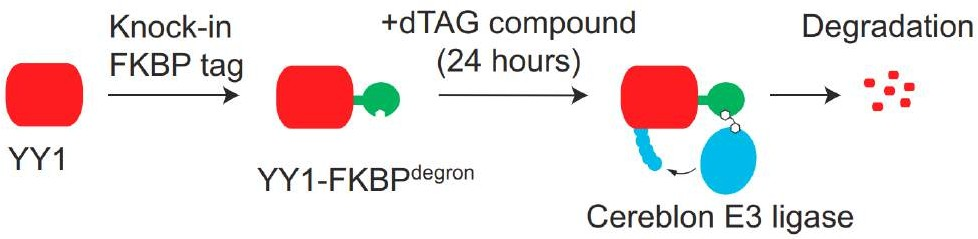 Knock-in
FKBP tag
+dTAG compound
(24 hours)
Degradation
YY1
YY1-FKBPdegron
Cereblon E3 ligase